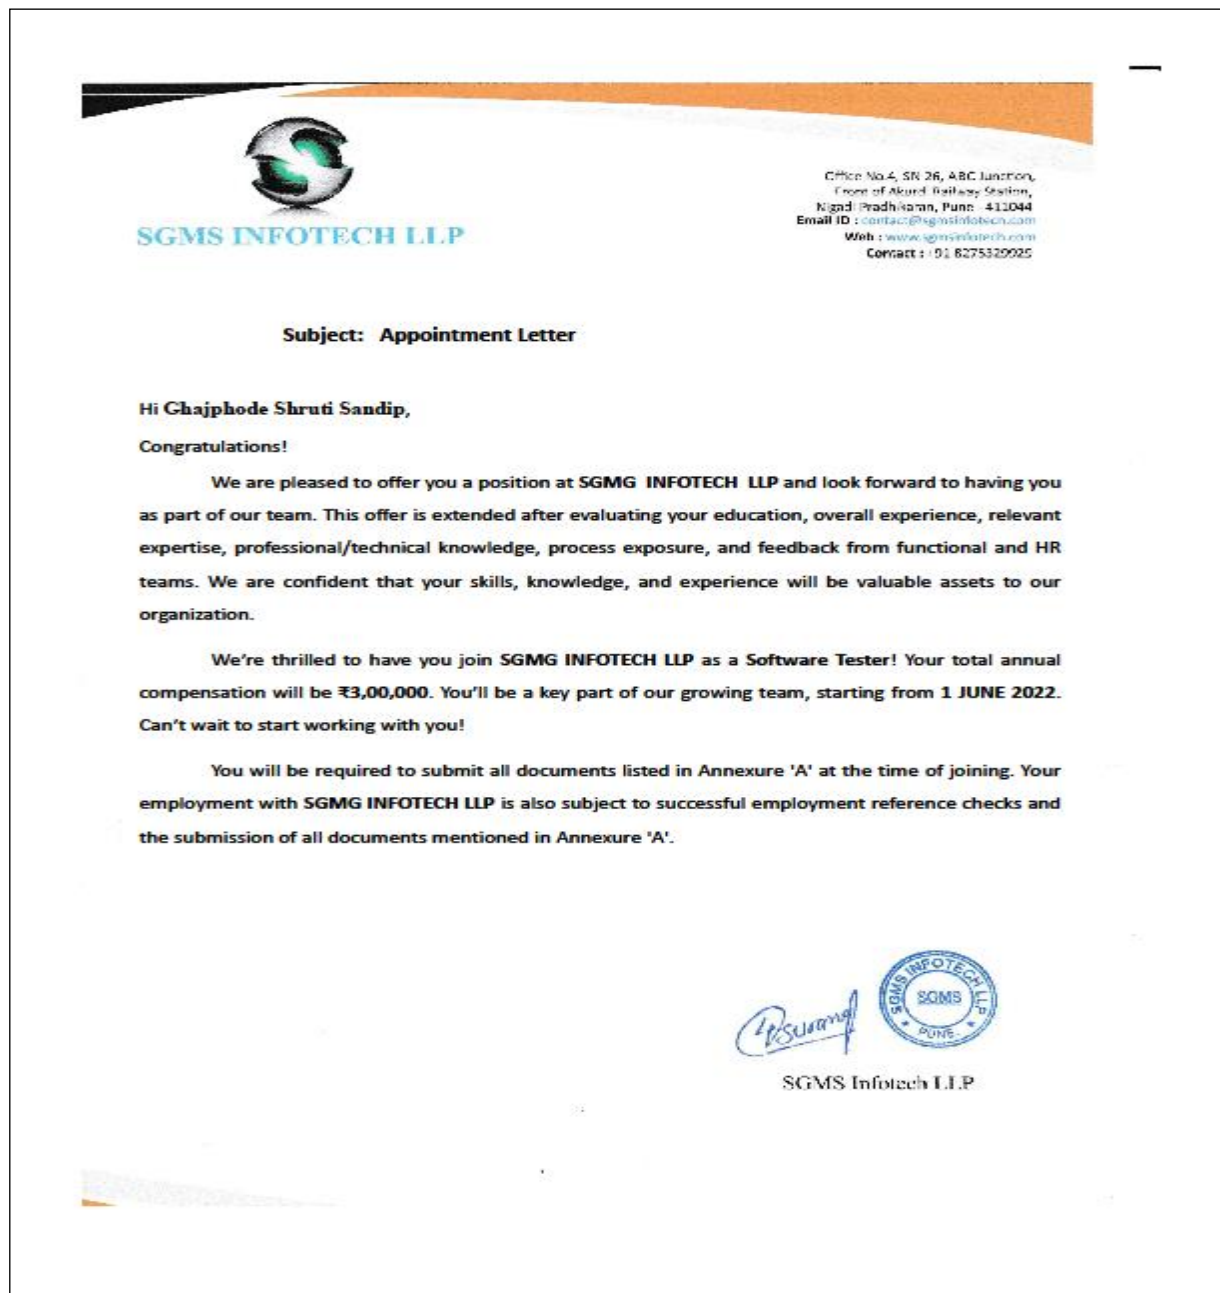 SGMS INFOTECH LLP
Office No.4, SN 26, ABC Junction,
Front of Akurdi Railway Station,
Nigadi Pradhikaran, Pune - 411044
Email ID : contact@sgmsinfotech.com
Web : www.sgmsinfotech.com
Contact : +91 8275329925
Subject: Appointment Letter
Hi Ghajphode Shruti Sandip,
Congratulations!
We are pleased to offer you a position at SGMG INFOTECH LLP and look forward to having you
as part of our team. This offer is extended after evaluating your education, overall experience, relevant
expertise, professional/technical knowledge, process exposure, and feedback from functional and HR
teams. We are confident that your skills, knowledge, and experience will be valuable assets to our
organization.
We're thrilled to have you join SGMG INFOTECH LLP as a Software Tester! Your total annual
compensation will be ₹3,00,000. You'll be a key part of our growing team, starting from 1 JUNE 2022.
Can't wait to start working with you!
You will be required to submit all documents listed in Annexure 'A' at the time of joining. Your
employment with SGMG INFOTECH LLP is also subject to successful employment reference checks and
the submission of all documents mentioned in Annexure 'A'.
SGMS INFOTECH LLP
SGMS
PUNE.
SGMS Infotech LLP